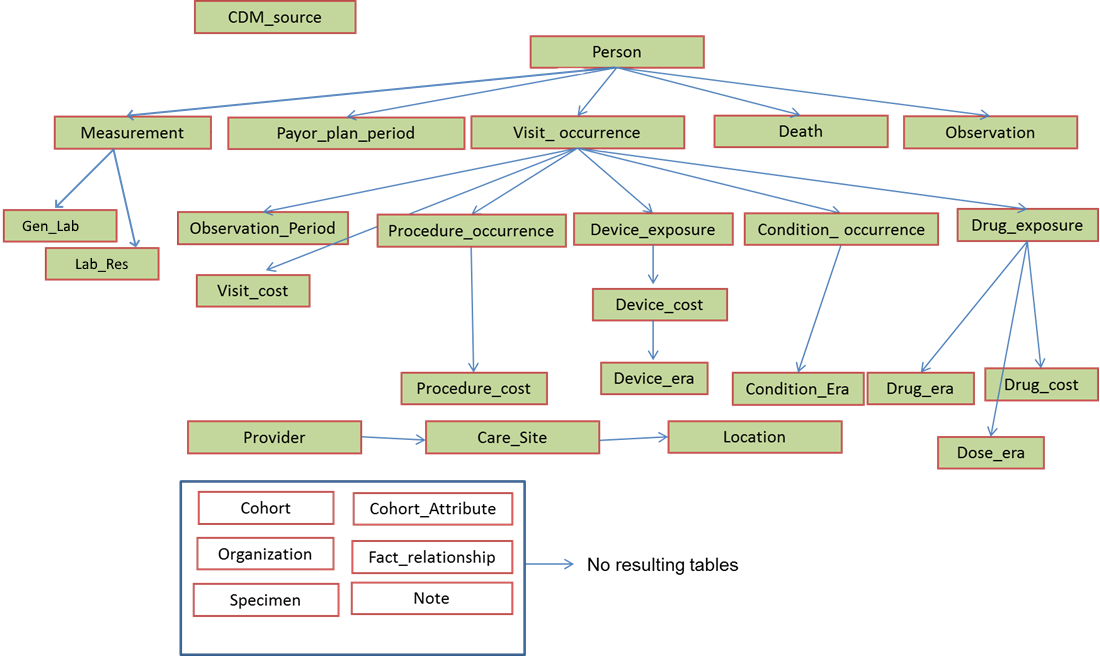 CDM_source
Person
Measurement
Payor_plan_period
Visit_ occurrence
Death
Observation
Gen_Lab
Lab_Res
Observation_Period
Procedure_occurrence
Device_exposure
Condition_ occurrence
Drug_exposure
Visit_cost
Device_cost
Procedure_cost
Device_era
Condition_Era
Drug_era
Drug_cost
Provider
Care_Site
Location
Dose_era
Cohort
Cohort_Attribute
Organization
Fact_relationship
No resulting tables
Specimen
Note